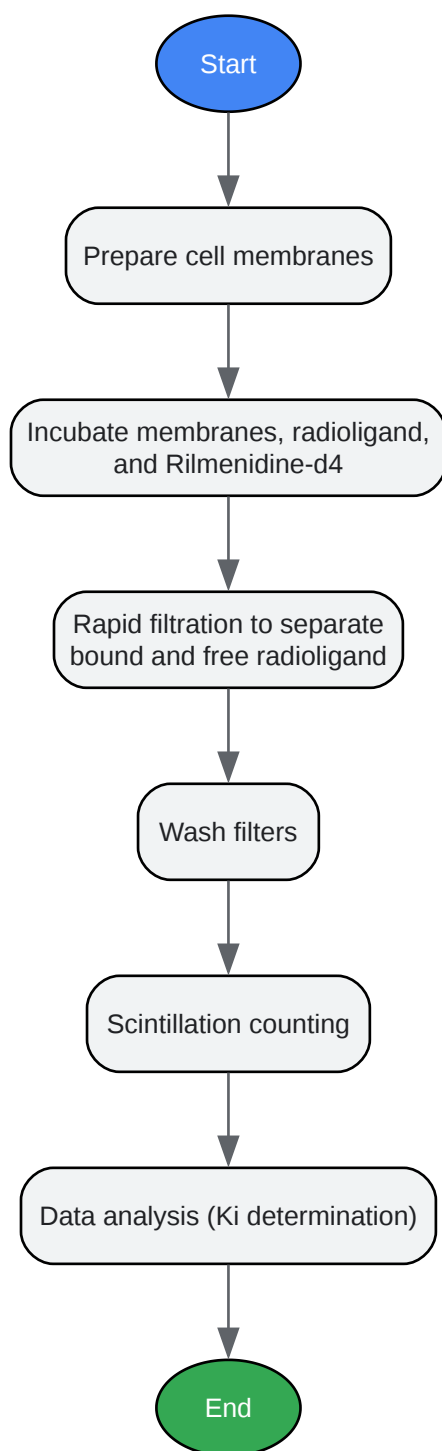 Start
Prepare cell membranes
Incubate membranes, radioligand,
and Rilmenidine-d4
Rapid filtration to separate
bound and free radioligand
Wash filters
Scintillation counting
Data analysis (Ki determination)
End